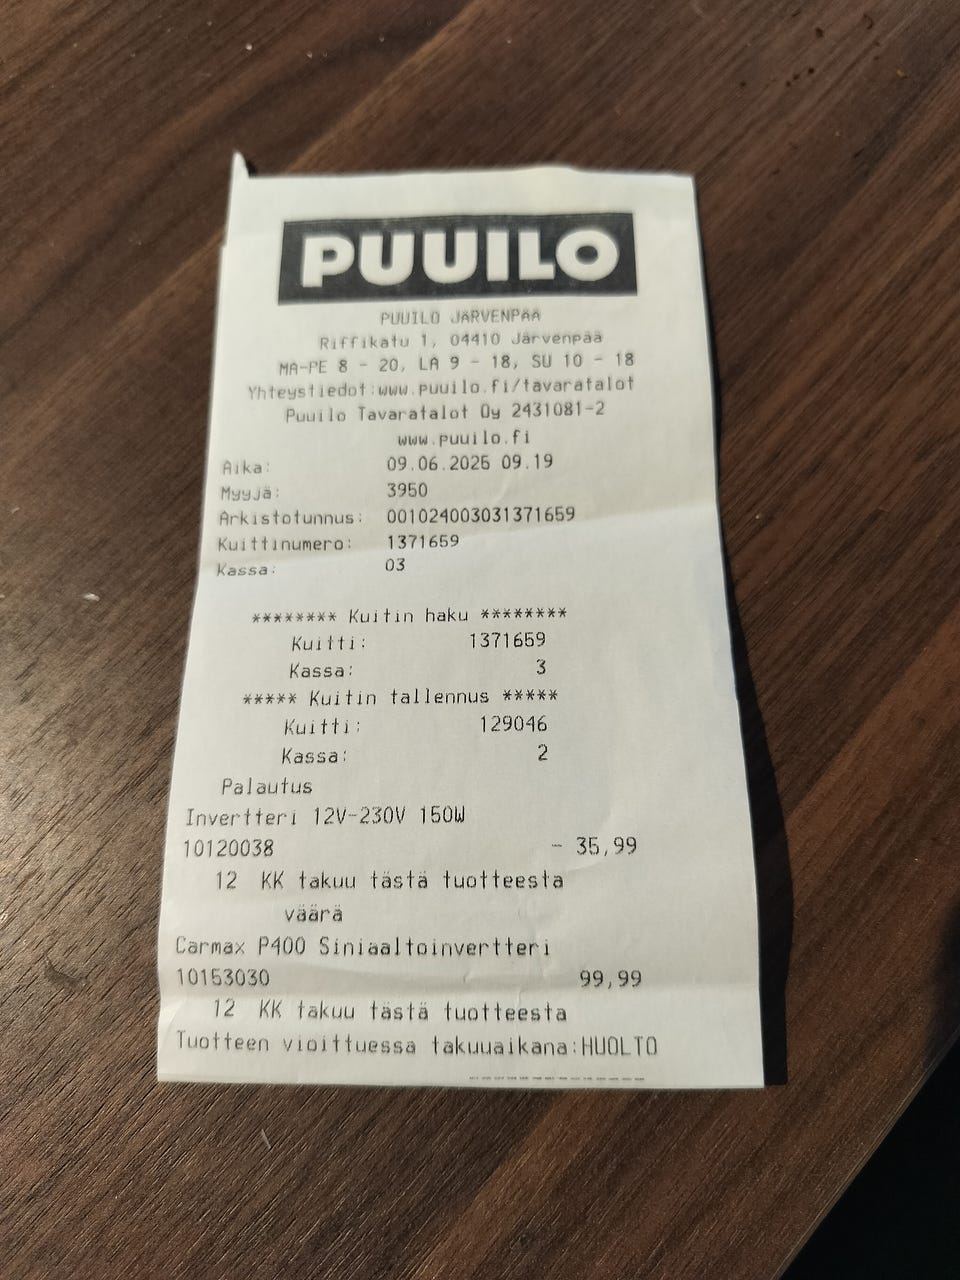 PUUILO
PUUILO JÄRVENPÄÄ
Riffikatu 1, 04410 Järvenpää
MA-PE 8 - 20, LA 9 - 18, SU 10 - 18
Yhteystiedot:www.puuilo.fi/tavaratalot
Puuilo Tavaratalot Oy 2431081-2
www.puuilo.fi
Aika: 09.06.2025 09.19
Myyjä: 3950
Arkistotunnus: 001024003031371659
Kuittinumero: 1371659
Kassa: 03
******** Kuitin haku ********
Kuitti: 1371659
Kassa: 3
***** Kuitin tallennus *****
Kuitti: 129046
Kassa: 2
Palautus
Invertteri 12V-230V 150W
10120038 - 35,99
12 KK takuu tästä tuotteesta
väärä
Carmax P400 Siniaaltoinvertteri
10153030 99,99
12 KK takuu tästä tuotteesta
Tuotteen vioittuessa takuuaikana:HUOLTO